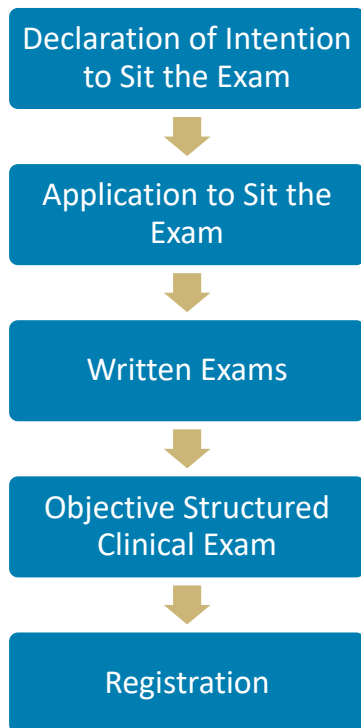 Declaration of Intention
to Sit the Exam
Application to Sit the
Exam
Written Exams
Objective Structured
Clinical Exam
Registration